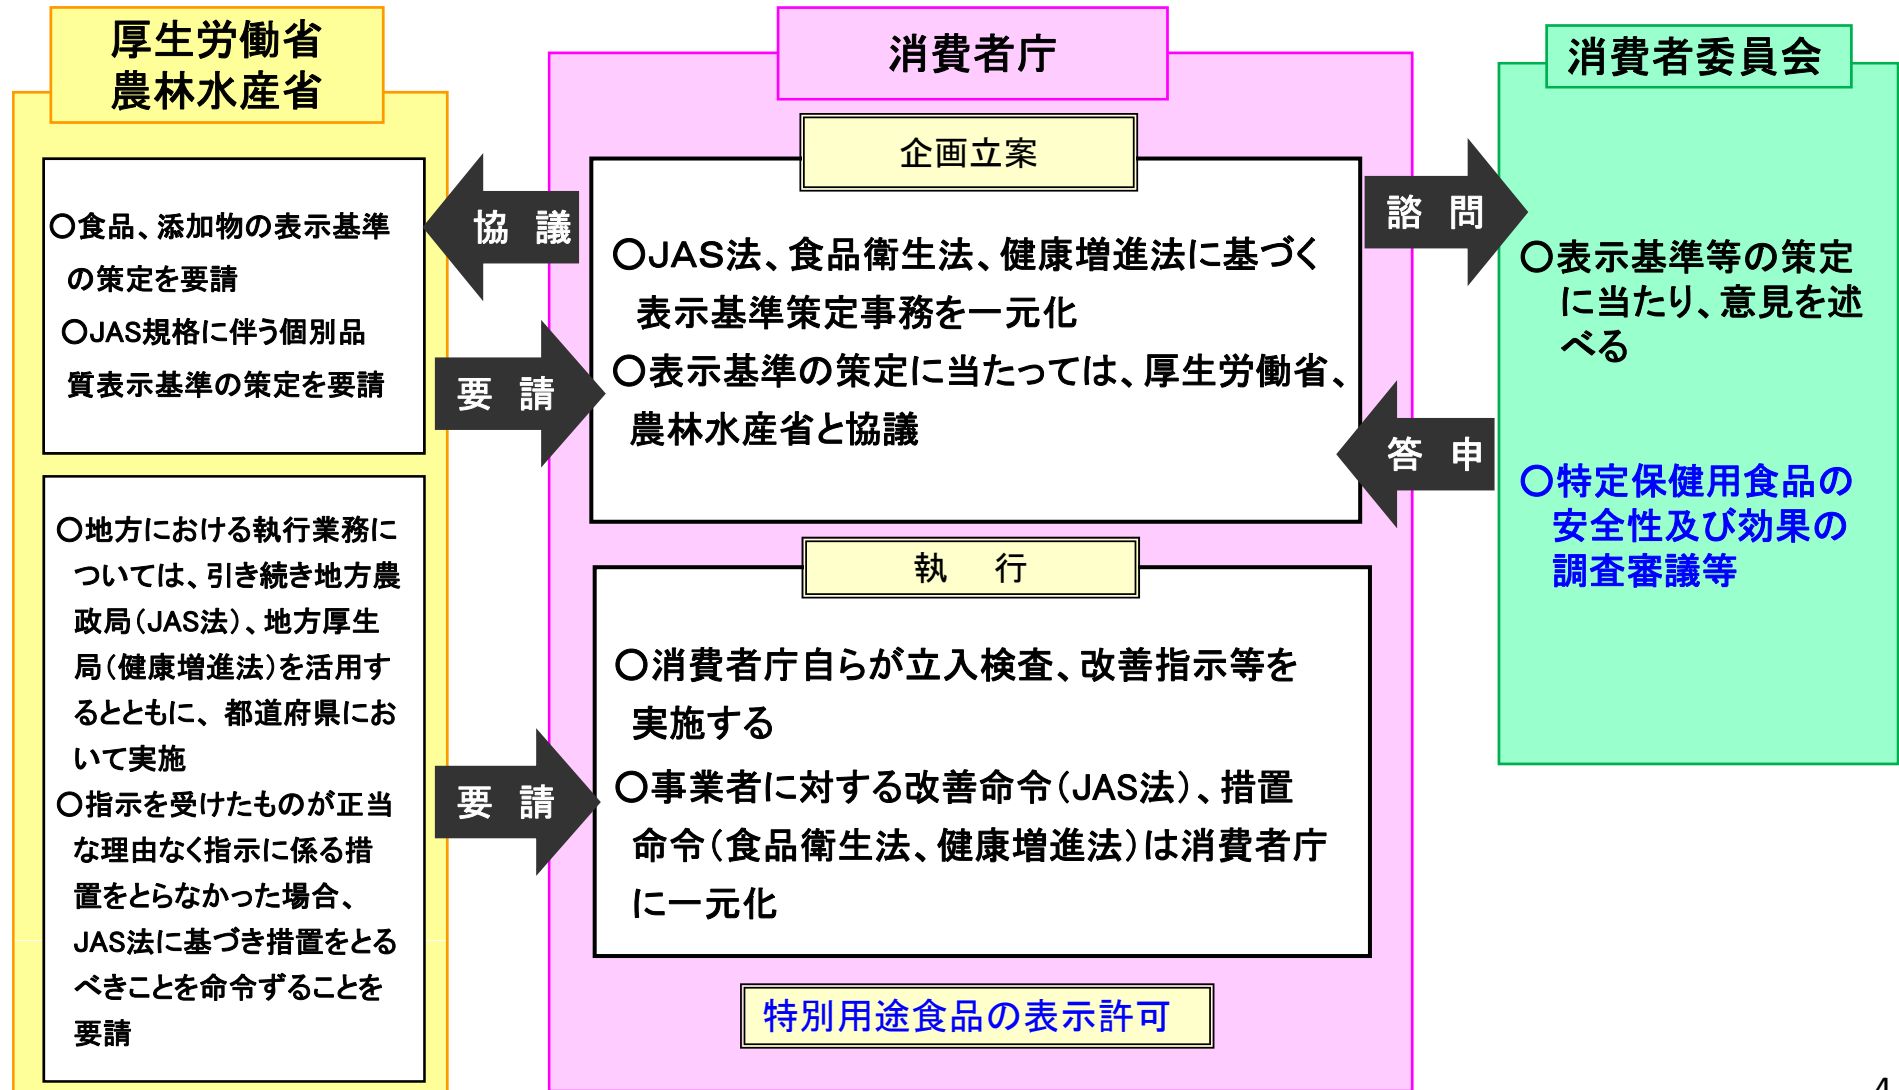 厚生労働省
農林水産省
〇食品、添加物の表示基準
の策定を要請
〇JAS規格に伴う個別品
質表示基準の策定を要請
〇地方における執行業務に
ついては、引き続き地方農
政局（JAS法）、地方厚生
局（健康増進法）を活用す
るとともに、都道府県にお
いて実施
〇指示を受けたものが正当
な理由なく指示に係る措
置をとらなかった場合、
JAS法に基づき措置をとる
べきことを命令ずることを
要請
協　議
要　請
要　請
消費者庁
企画立案
〇JAS法、食品衛生法、健康増進法に基づく
表示基準策定事務を一元化
〇表示基準の策定に当たっては、厚生労働省、
農林水産省と協議
執　行
〇消費者庁自らが立入検査、改善指示等を
実施する
〇事業者に対する改善命令（JAS法）、措置
命令（食品衛生法、健康増進法）は消費者庁
に一元化
特別用途食品の表示許可
諮　問
答　申
消費者委員会
〇表示基準等の策定
に当たり、意見を述
べる
〇特定保健用食品の
安全性及び効果の
調査審議等